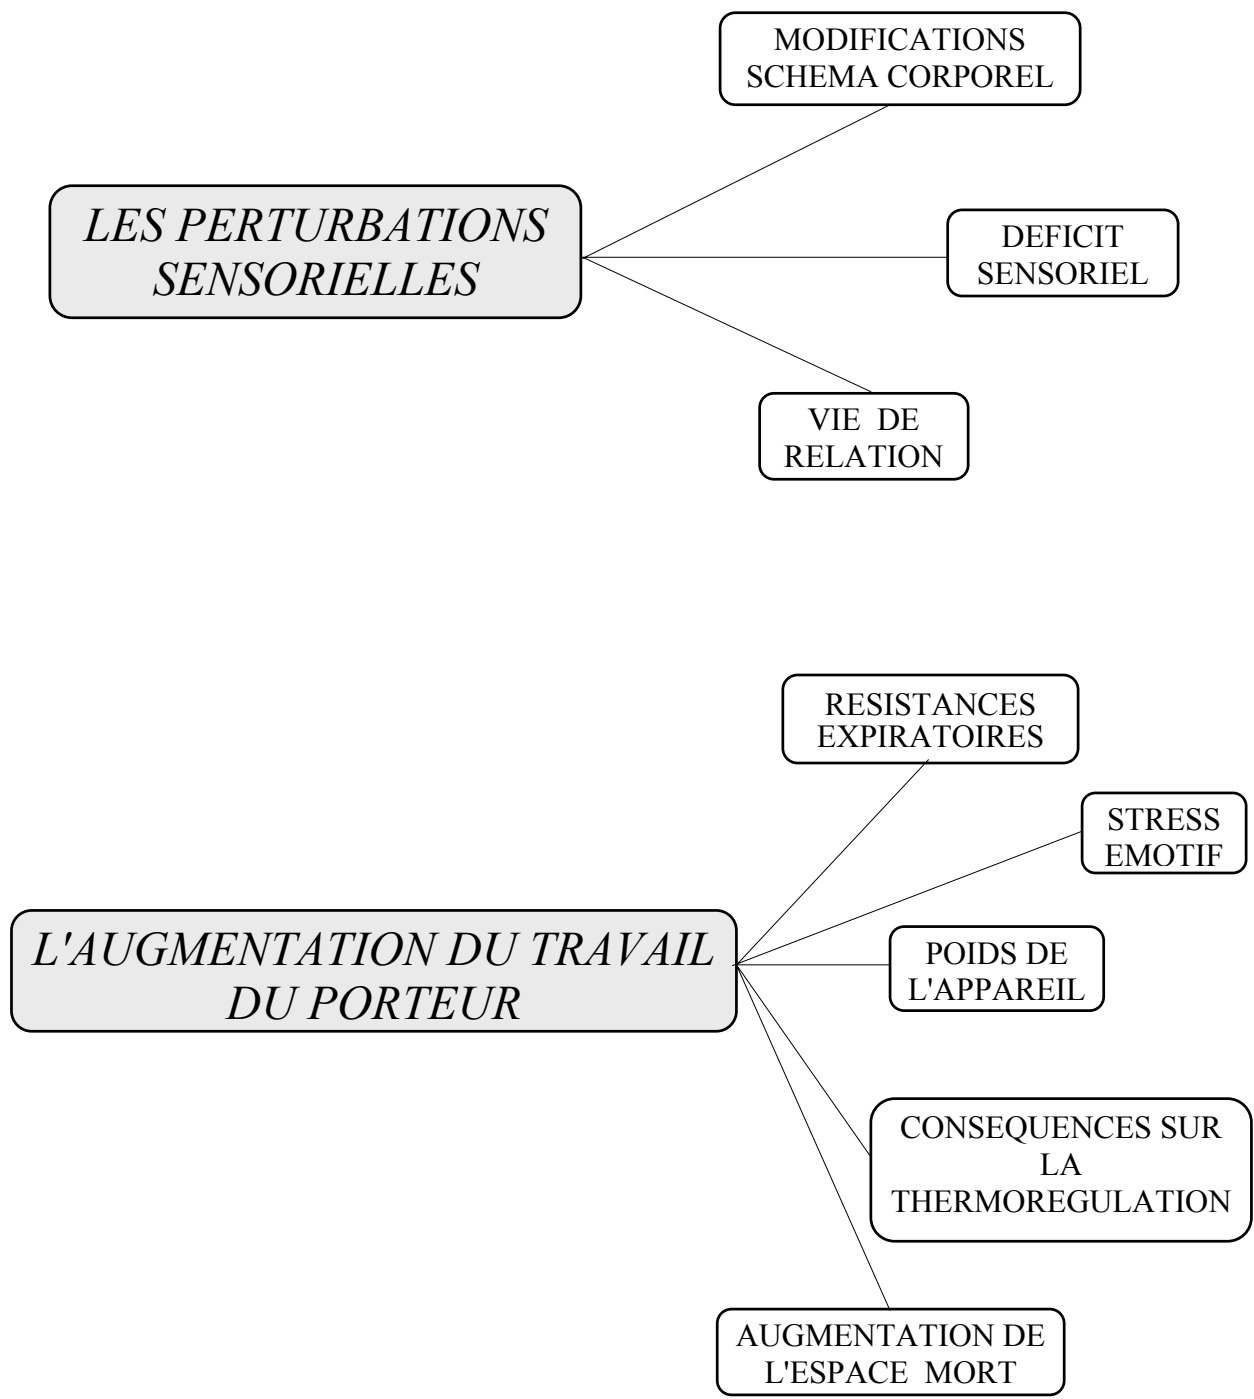 MODIFICATIONS
SCHEMA CORPOREL
LES PERTURBATIONS
SENSORIELLES
DEFICIT
SENSORIEL
VIE DE
RELATION
RESISTANCES
EXPIRATOIRES
STRESS
EMOTIF
L'AUGMENTATION DU TRAVAIL
DU PORTEUR
POIDS DE
L'APPAREIL
CONSEQUENCES SUR
LA
THERMOREGULATION
AUGMENTATION DE
L'ESPACE MORT